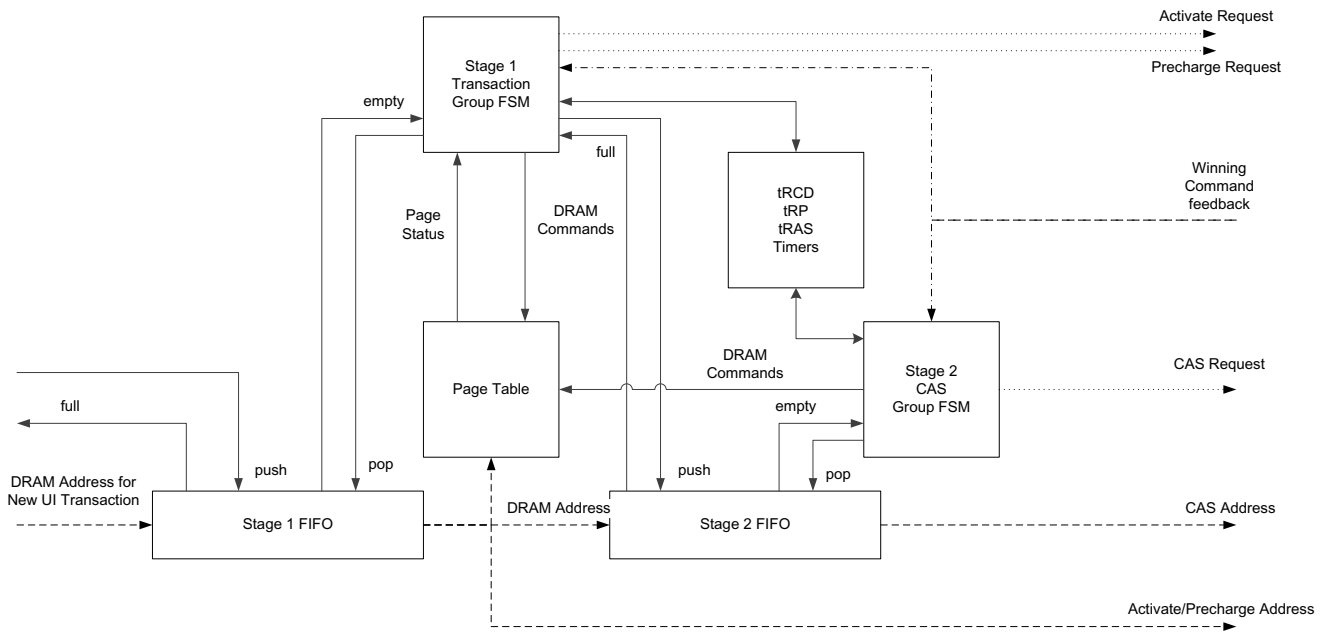 Activate Request
Precharge Request
Stage 1
Transaction
Group FSM
empty
full
tRCD
tRP
tRAS
Timers
Winning
Command
feedback
Page
Status
DRAM
Commands
DRAM
Commands
Page Table
Stage 2
CAS
Group FSM
CAS Request
full
empty
push
pop
push
pop
DRAM Address for
New UI Transaction
Stage 1 FIFO
DRAM Address
Stage 2 FIFO
CAS Address
Activate/Precharge Address